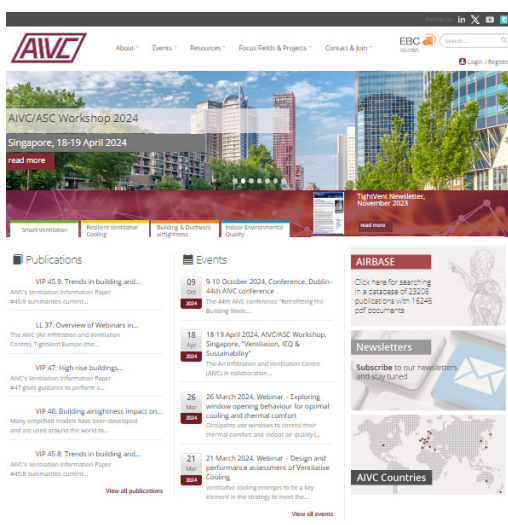 Follow us: in
AIVC
About
Events
Resources
Focus Fields & Projects
Contact & Join
EBC
Search...
Login / Registe
AIVC/ASC Workshop 2024
Singapore, 18-19 April 2024
read more
TightVent Newsletter,
November 2023
read more
Smart Ventilation
Resilient Ventilative
Cooling
Building & Ductwork
airtightness
Indoor Environmental
Quality
Publications
VIP 45.9: Trends in building and...
AIVC's Ventilation Information Paper
#45.9 summarizes current...
LL 37: Overview of Webinars in...
The AIVC (Air Infiltration and Ventilation
Centre), TightVent Europe (the...
VIP 47: High-rise buildings...
AIVC's Ventilation Information Paper
#47 gives guidance to perform a...
VIP 46: Building airtightness impact on...
Many simplified models have been developed
and are used around the world to...
VIP 45.8: Trends in building and...
AIVC's Ventilation Information Paper
#45.8 summarizes current...
View all publications
Events
09
Oct
2024
9-10 October 2024, Conference, Dublin-
44th AIVC conference
The 44th AIVC conference "Retrofitting the
Building Stock:...
18
Apr
2024
18-19 April 2024, AIVC/ASC Workshop,
Singapore, "Ventilation, IEQ &
Sustainability"
The Air Infiltration and Ventilation Centre
(AIVC) in collaboration...
26
Mar
2024
26 March 2024, Webinar – Exploring
window opening behaviour for optimal
cooling and thermal comfort
Occupants use windows to control their
thermal comfort and indoor air quality (...
21
Mar
2024
21 March 2024, Webinar – Design and
performance assessment of Ventilative
Cooling
Ventilative cooling emerges to be a key
element in the strategy to meet the...
View all events
AIRBASE
Click here for searching
in a database of 23208
publications with 16245
pdf documents
Newsletters
Subscribe to our newsletters
and stay tuned
AIVC Countries